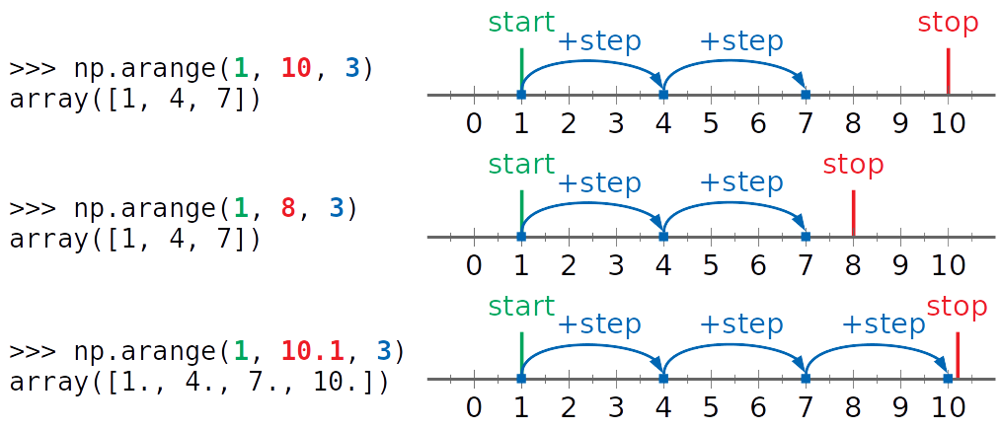 start
stop
+step +step
>>> np.arange(1, 10, 3)
array([1, 4, 7])
0 1 2 3 4 5 6 7 8 9 10
start
stop
+step +step
>>> np.arange(1, 8, 3)
array([1, 4, 7])
0 1 2 3 4 5 6 7 8 9 10
start
stop
+step +step +step
>>> np.arange(1, 10.1, 3)
array([1., 4., 7., 10.])
0 1 2 3 4 5 6 7 8 9 10